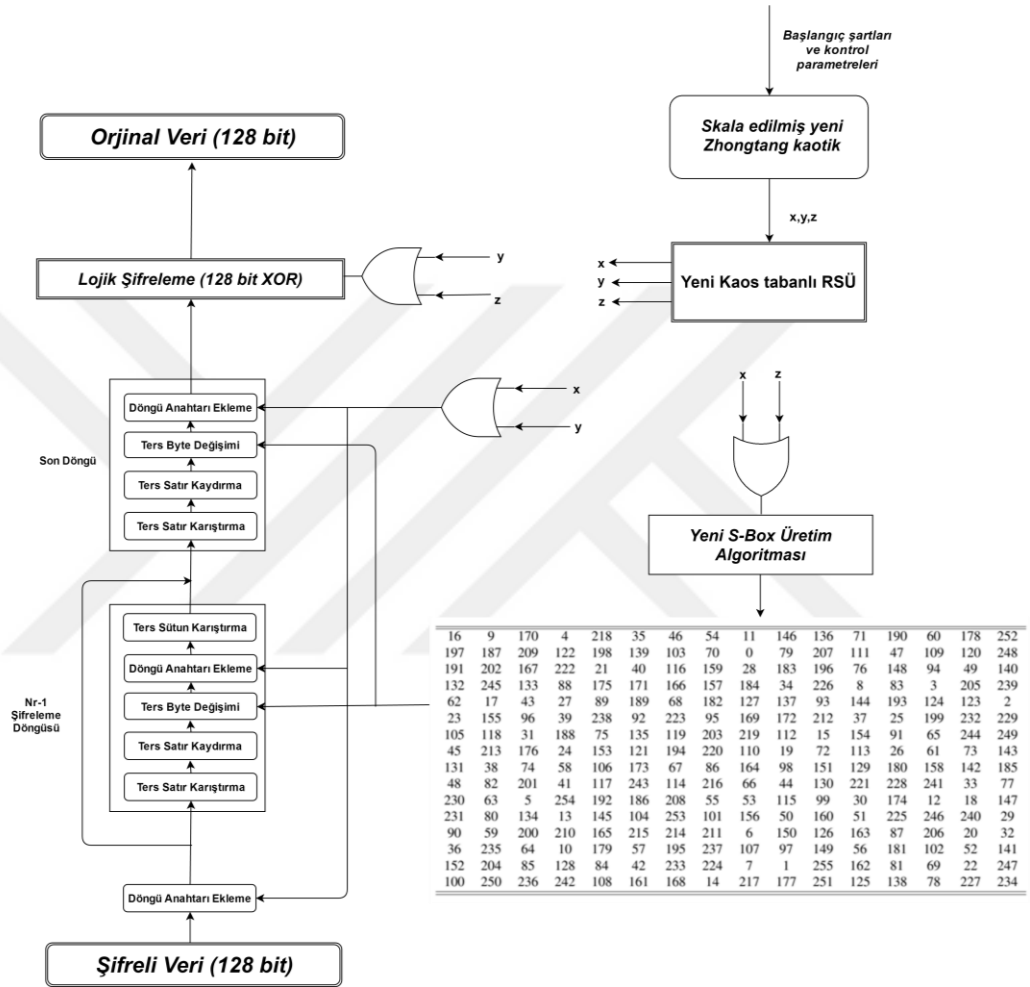 Başlangıç şartları
ve kontrol
parametreleri
Orjinal Veri (128 bit)
Skala edilmiş yeni
Zhongtang kaotik
x,y,z
Lojik Şifreleme (128 bit XOR)
y
z
x
y
z
Yeni Kaos tabanlı RSÜ
Son Döngü
Döngü Anahtarı Ekleme
Ters Byte Değişimi
Ters Satır Kaydırma
Ters Satır Karıştırma
x
y
x
z
Yeni S-Box Üretim
Algoritması
Nr-1
Şifreleme
Döngüsü
Ters Sütun Karıştırma
Döngü Anahtarı Ekleme
Ters Byte Değişimi
Ters Satır Kaydırma
Ters Satır Karıştırma
16 9 170 4 218 35 46 54 11 146 136 71 190 60 178 252
197 187 209 122 198 139 103 70 0 79 207 111 47 109 120 248
191 202 167 222 21 40 116 159 28 183 196 76 148 94 49 140
132 245 133 88 175 171 166 157 184 34 226 8 83 3 205 239
62 17 43 27 89 189 68 182 127 137 93 144 193 124 123 2
23 155 96 39 238 92 223 95 169 172 212 37 25 199 232 229
105 118 31 188 75 135 119 203 219 112 15 154 91 65 244 249
45 213 176 24 153 121 194 220 110 19 72 113 26 61 73 143
131 38 74 58 106 173 67 86 164 98 151 129 180 158 142 185
48 82 201 41 117 243 114 216 66 44 130 221 228 241 33 77
230 63 5 254 192 186 208 55 53 115 99 30 174 12 18 147
231 80 134 13 145 104 253 101 156 50 160 51 225 246 240 29
90 59 200 210 165 215 214 211 6 150 126 163 87 206 20 32
36 235 64 10 179 57 195 237 107 97 149 56 181 102 52 141
152 204 85 128 84 42 233 224 7 1 255 162 81 69 22 247
100 250 236 242 108 161 168 14 217 177 251 125 138 78 227 234
Döngü Anahtarı Ekleme
Şifreli Veri (128 bit)